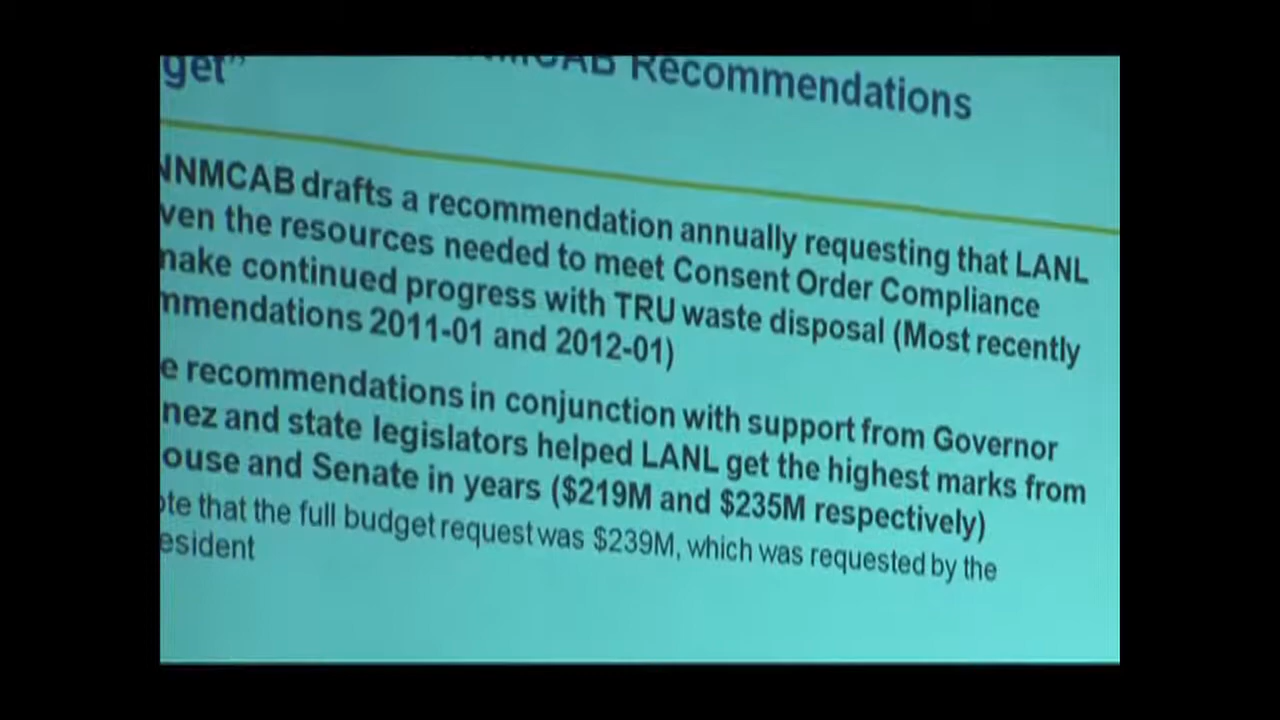 Recommendations
get"
NNMCAB drafts a recommendation annually requesting that LANL
ven the resources needed to meet Consent Order Compliance
make continued progress with TRU waste disposal (Most recently
mmendations 2011-01 and 2012-01)
e recommendations in conjunction with support from Governor
nez and state legislators helped LANL get the highest marks from
ouse and Senate in years ($219M and $235M respectively)
ote that the full budget request was $239M, which was requested by the
esident